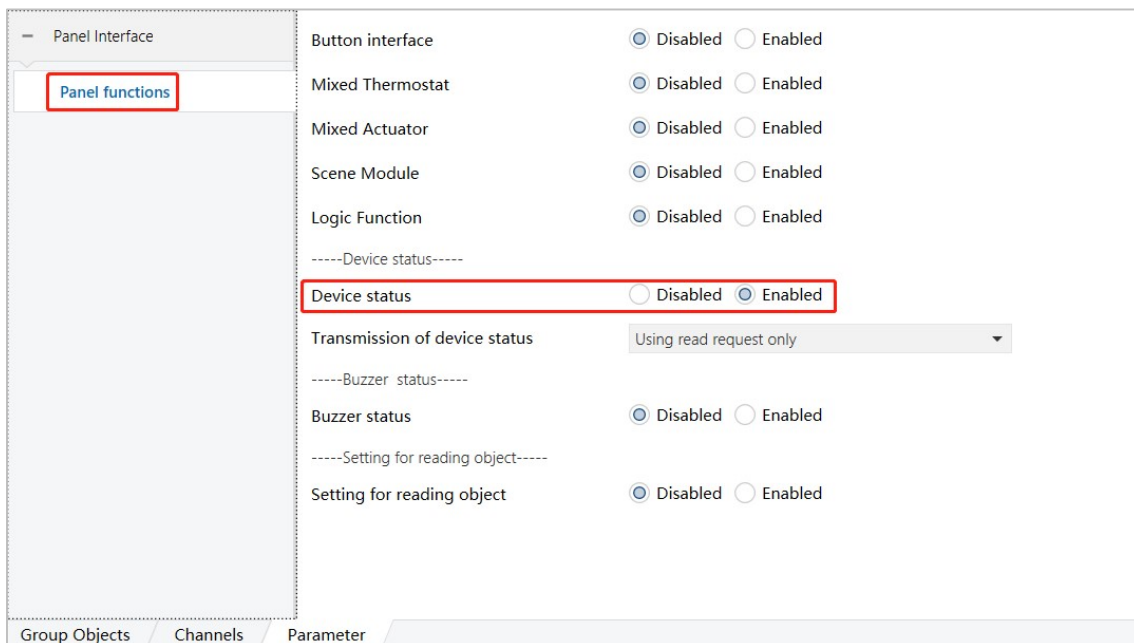 Panel Interface
Panel functions
Button interface Disabled Enabled
Mixed Thermostat Disabled Enabled
Mixed Actuator Disabled Enabled
Scene Module Disabled Enabled
Logic Function Disabled Enabled
-----Device status-----
Device status Disabled Enabled
Transmission of device status Using read request only
-----Buzzer status-----
Buzzer status Disabled Enabled
-----Setting for reading object-----
Setting for reading object Disabled Enabled
Group Objects Channels Parameter